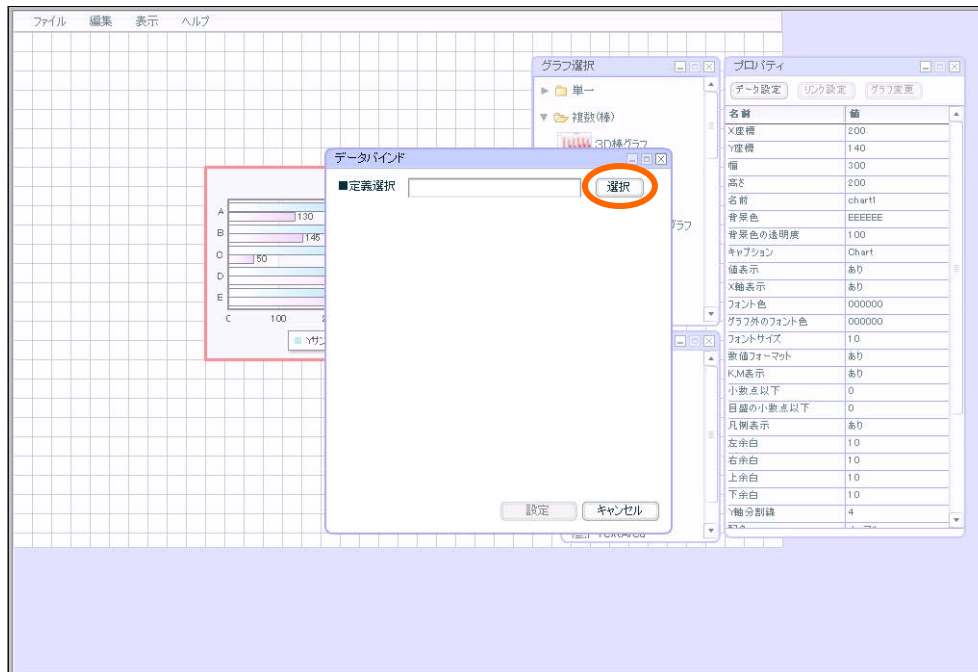 ファイル 編集 表示 ヘルプ
グラフ選択
単一
複数(棒)
3D棒グラフ
データバインド
■定義選択
選択
設定
キャンセル
A
130
B
145
C
50
D
E
0 100
Yサン
TextArea
プロパティ
データ設定 リンク設定 グラフ変更
名前 値
X座標 200
Y座標 140
幅 300
高さ 200
名前 chart1
背景色 EEEEEE
背景色の透明度 100
キャプション Chart
値表示 あり
X軸表示 あり
フォント色 000000
グラフ外のフォント色 000000
フォントサイズ 10
数値フォーマット あり
K,M表示 あり
小数点以下 0
目盛の小数点以下 0
凡例表示 あり
左余白 10
右余白 10
上余白 10
下余白 10
Y軸分割線 4